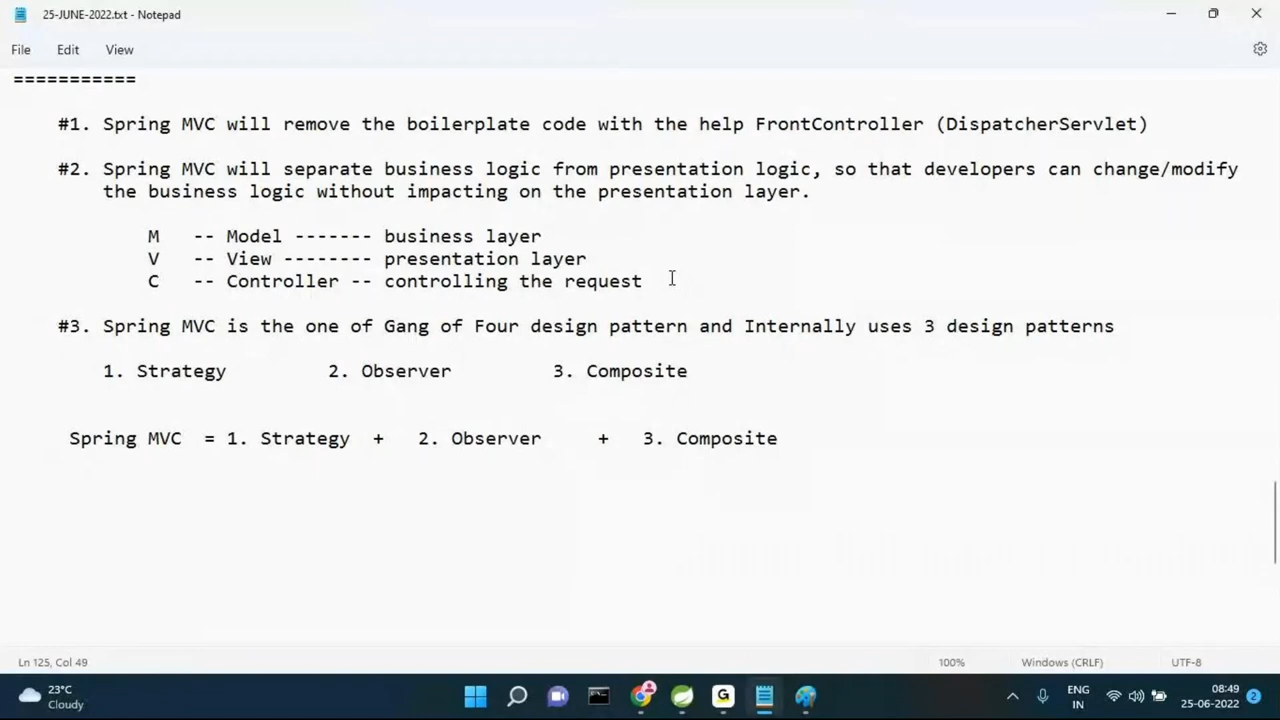 25-JUNE-2022.txt - Notepad
File Edit View
===========
#1. Spring MVC will remove the boilerplate code with the help FrontController (DispatcherServlet)
#2. Spring MVC will separate business logic from presentation logic, so that developers can change/modify
the business logic without impacting on the presentation layer.
M -- Model ------- business layer
V -- View -------- presentation layer
C -- Controller -- controlling the request
#3. Spring MVC is the one of Gang of Four design pattern and Internally uses 3 design patterns
1. Strategy 2. Observer 3. Composite
Spring MVC = 1. Strategy + 2. Observer + 3. Composite
Ln 125, Col 49 100% Windows (CRLF) UTF-8
23°C
Cloudy
ENG
IN
08:49
25-06-2022
2